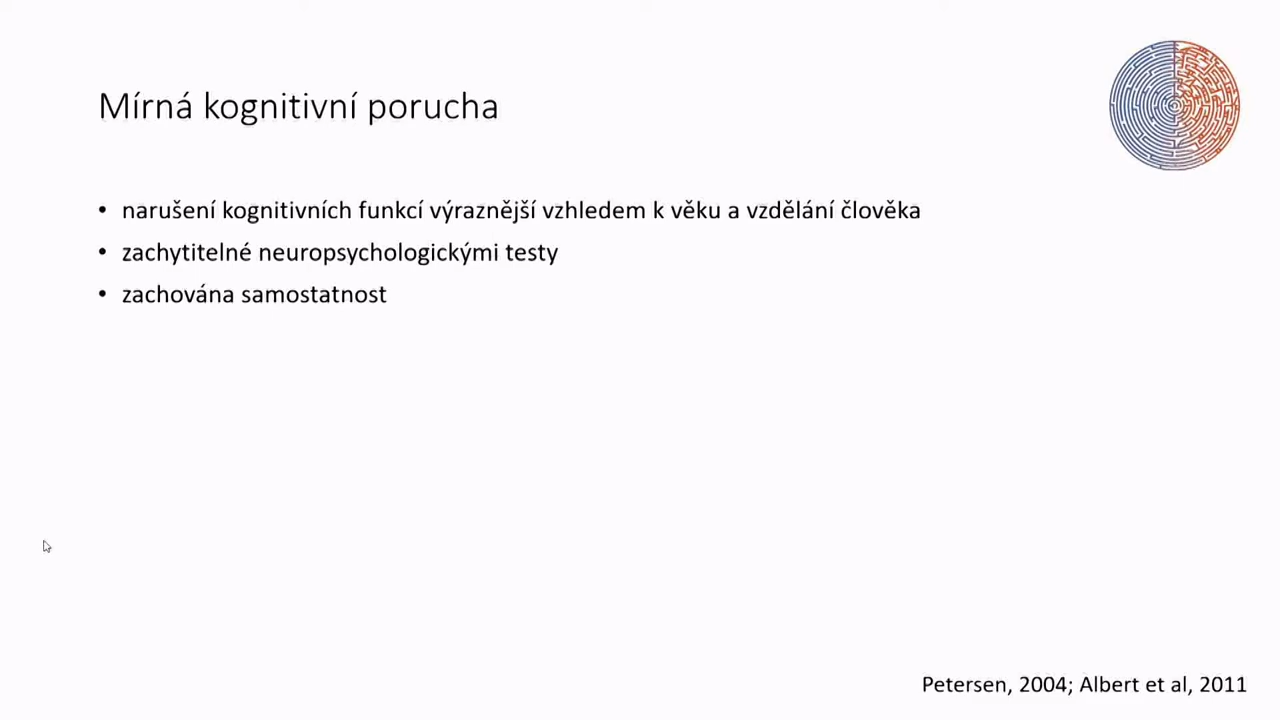 Mírná kognitivní porucha
• narušení kognitivních funkcí výraznější vzhledem k věku a vzdělání člověka
• zachytitelné neuropsychologickými testy
• zachována samostatnost
Petersen, 2004; Albert et al, 2011